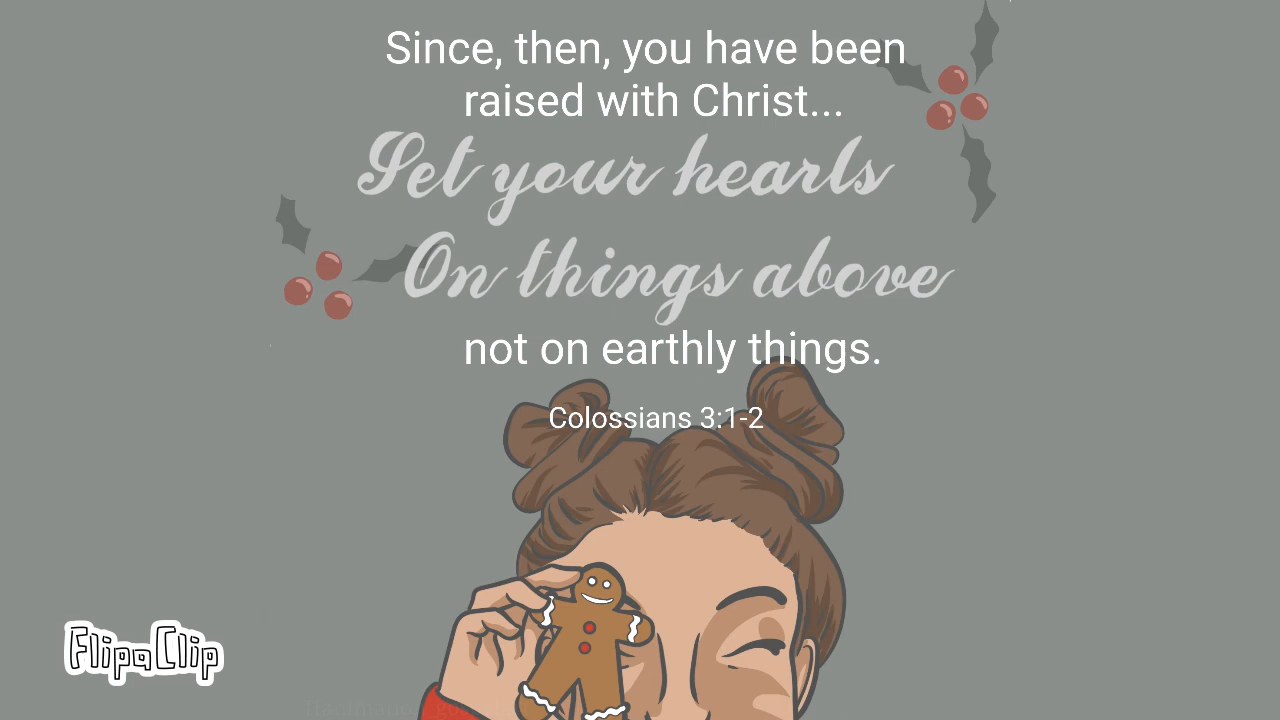 Since, then, you have been
raised with Christ...
Set your hearts
On things above
not on earthly things.
Colossians 3:1-2
FlipaClip